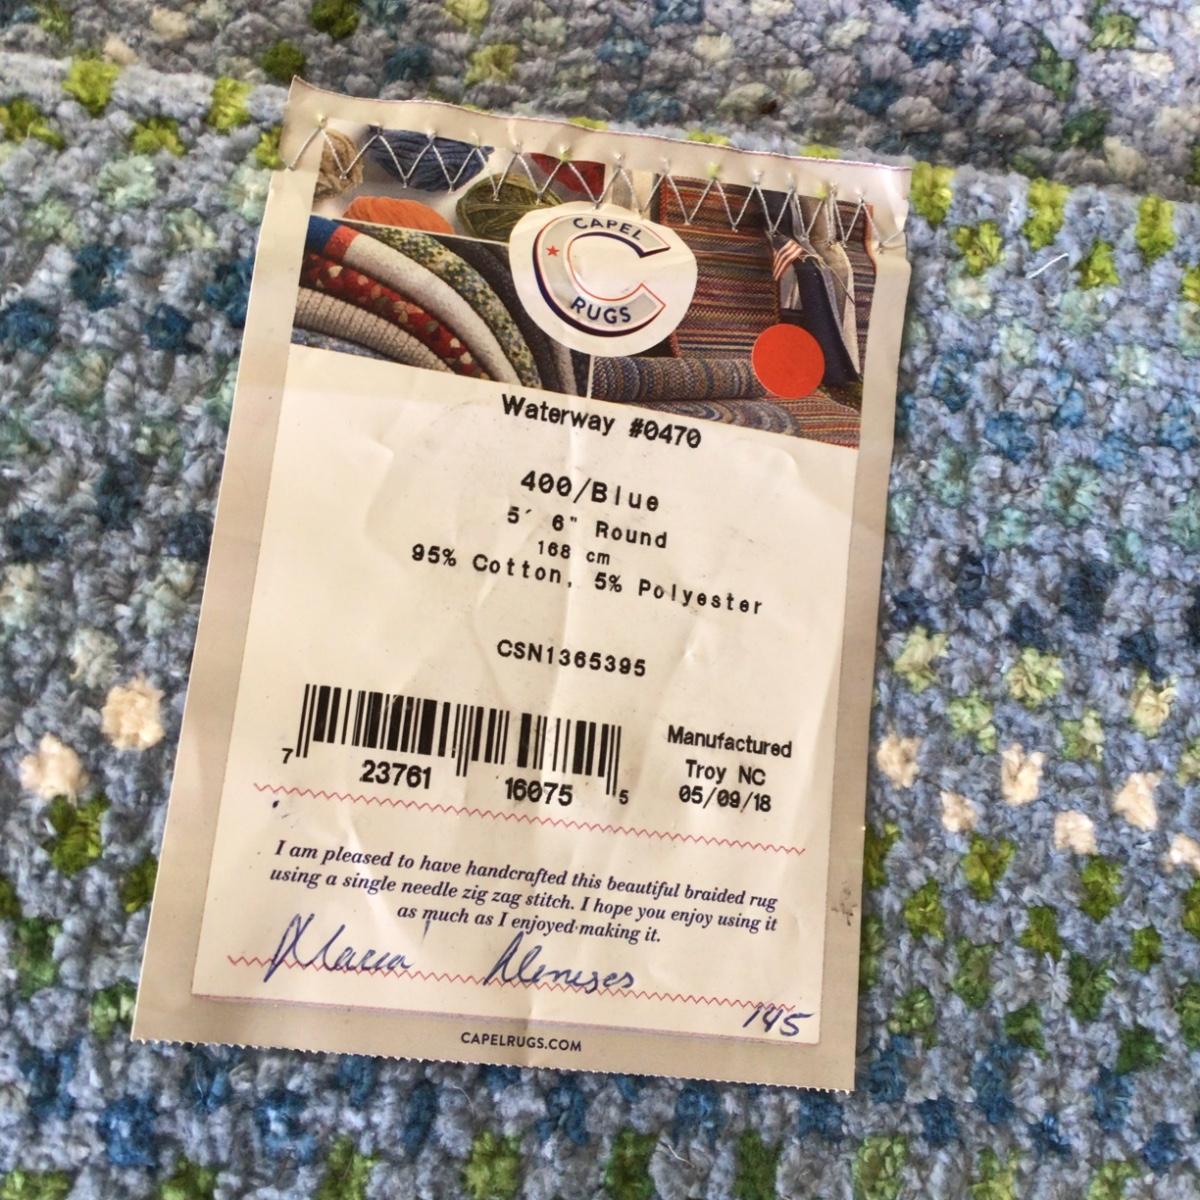 CAPEL
RUGS
Waterway #0470
400/Blue
5' 6" Round
168 cm
95% Cotton, 5% Polyester
CSN1365395
7 23761 16075 5
Manufactured
Troy NC
05/09/18
I am pleased to have handcrafted this beautiful braided rug
using a single needle zig zag stitch. I hope you enjoy using it
as much as I enjoyed making it.
Maria Meneses
145
CAPELRUGS.COM